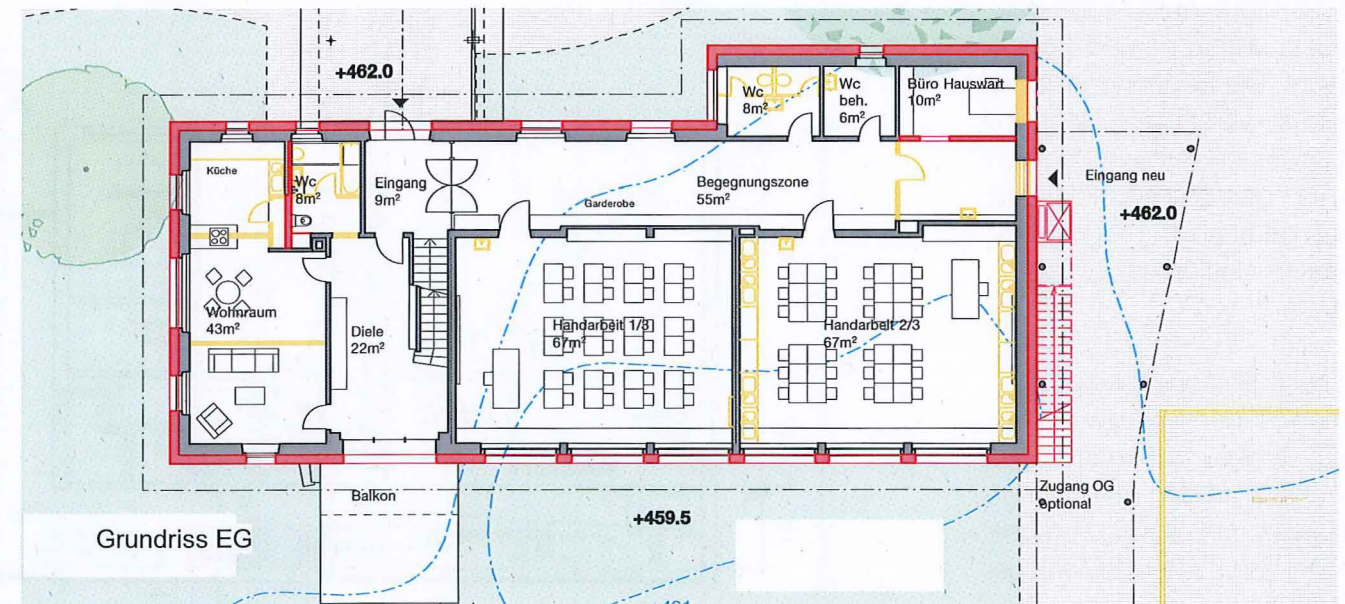 +462.0
Wc
8m²
Wc
beh.
6m²
Büro Hauswart
10m²
Küche
Wc
8m²
Eingang
9m²
Garderobe
Begegnungszone
55m²
Eingang neu
+462.0
Wohnraum
43m²
Diele
22m²
Handarbeit 1/3
67m²
Handarbeit 2/3
67m²
Balkon
Zugang OG
optional
+459.5
Grundriss EG